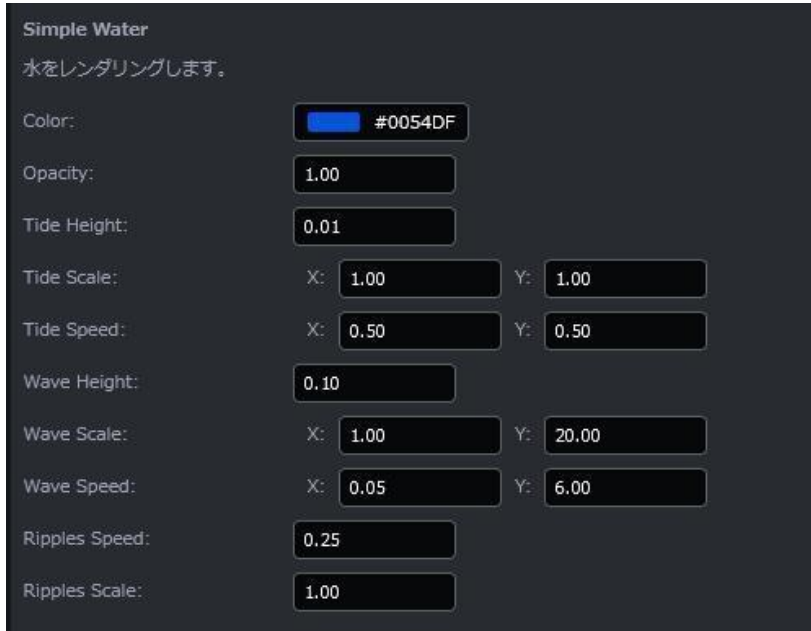 Simple Water
水をレンダリングします。
Color: #0054DF
Opacity: 1.00
Tide Height: 0.01
Tide Scale: X: 1.00 Y: 1.00
Tide Speed: X: 0.50 Y: 0.50
Wave Height: 0.10
Wave Scale: X: 1.00 Y: 20.00
Wave Speed: X: 0.05 Y: 6.00
Ripples Speed: 0.25
Ripples Scale: 1.00